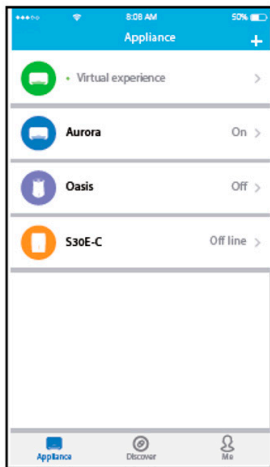 8:08 AM 50%
Appliance +
• Virtual experience >
Aurora On >
Oasis Off >
S30E-C Off line >
Appliance Discover Me